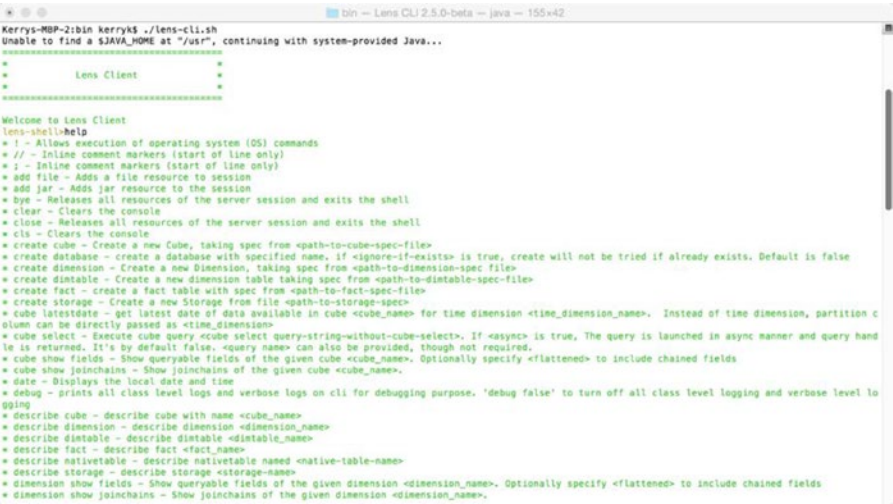 bin — Lens CLI 2.5.0-beta — java — 155×42
Kerrys-MBP-2:bin kerryk$ ./lens-cli.sh
Unable to find a $JAVA_HOME at "/usr", continuing with system-provided Java...
=======================================
* *
* Lens Client *
* *
=======================================
Welcome to Lens Client
lens-shell>help
* ! - Allows execution of operating system (OS) commands
* // - Inline comment markers (start of line only)
* ; - Inline comment markers (start of line only)
* add file - Adds a file resource to session
* add jar - Adds jar resource to the session
* bye - Releases all resources of the server session and exits the shell
* clear - Clears the console
* close - Releases all resources of the server session and exits the shell
* cls - Clears the console
* create cube - Create a new Cube, taking spec from <path-to-cube-spec-file>
* create database - create a database with specified name. if <ignore-if-exists> is true, create will not be tried if already exists. Default is false
* create dimension - Create a new Dimension, taking spec from <path-to-dimension-spec file>
* create dimtable - Create a new dimension table taking spec from <path-to-dimtable-spec-file>
* create fact - create a fact table with spec from <path-to-fact-spec-file>
* create storage - Create a new Storage from file <path-to-storage-spec>
* cube latestdate - get latest date of data available in cube <cube_name> for time dimension <time_dimension_name>.  Instead of time dimension, partition c
olumn can be directly passed as <time_dimension>
* cube select - Execute cube query <cube select query-string-without-cube-select>. If <async> is true, The query is launched in async manner and query hand
le is returned. It's by default false. <query name> can also be provided, though not required.
* cube show fields - Show queryable fields of the given cube <cube_name>. Optionally specify <flattened> to include chained fields
* cube show joinchains - Show joinchains of the given cube <cube_name>.
* date - Displays the local date and time
* debug - prints all class level logs and verbose logs on cli for debugging purpose. 'debug false' to turn off all class level logging and verbose level lo
gging
* describe cube - describe cube with name <cube_name>
* describe dimension - describe dimension <dimension_name>
* describe dimtable - describe dimtable <dimtable_name>
* describe fact - describe fact <fact_name>
* describe nativetable - describe nativetable named <native-table-name>
* describe storage - describe storage <storage-name>
* dimension show fields - Show queryable fields of the given dimension <dimension_name>. Optionally specify <flattened> to include chained fields
* dimension show joinchains - Show joinchains of the given dimension <dimension_name>.